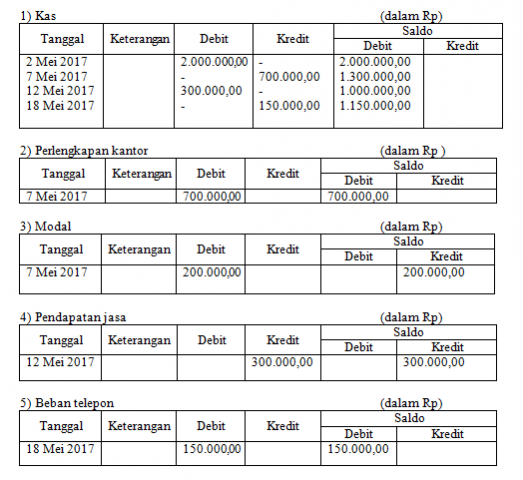 1) Kas (dalam Rp)
Tanggal Keterangan Debit Kredit Saldo
Debit Kredit
2 Mei 2017 2.000.000,00 - 2.000.000,00
7 Mei 2017 - 700.000,00 1.300.000,00
12 Mei 2017 300.000,00 - 1.000.000,00
18 Mei 2017 - 150.000,00 1.150.000,00
2) Perlengkapan kantor (dalam Rp )
Tanggal Keterangan Debit Kredit Saldo
Debit Kredit
7 Mei 2017 700.000,00 700.000,00
3) Modal (dalam Rp)
Tanggal Keterangan Debit Kredit Saldo
Debit Kredit
7 Mei 2017 200.000,00 200.000,00
4) Pendapatan jasa (dalam Rp)
Tanggal Keterangan Debit Kredit Saldo
Debit Kredit
12 Mei 2017 300.000,00 300.000,00
5) Beban telepon (dalam Rp)
Tanggal Keterangan Debit Kredit Saldo
Debit Kredit
18 Mei 2017 150.000,00 150.000,00